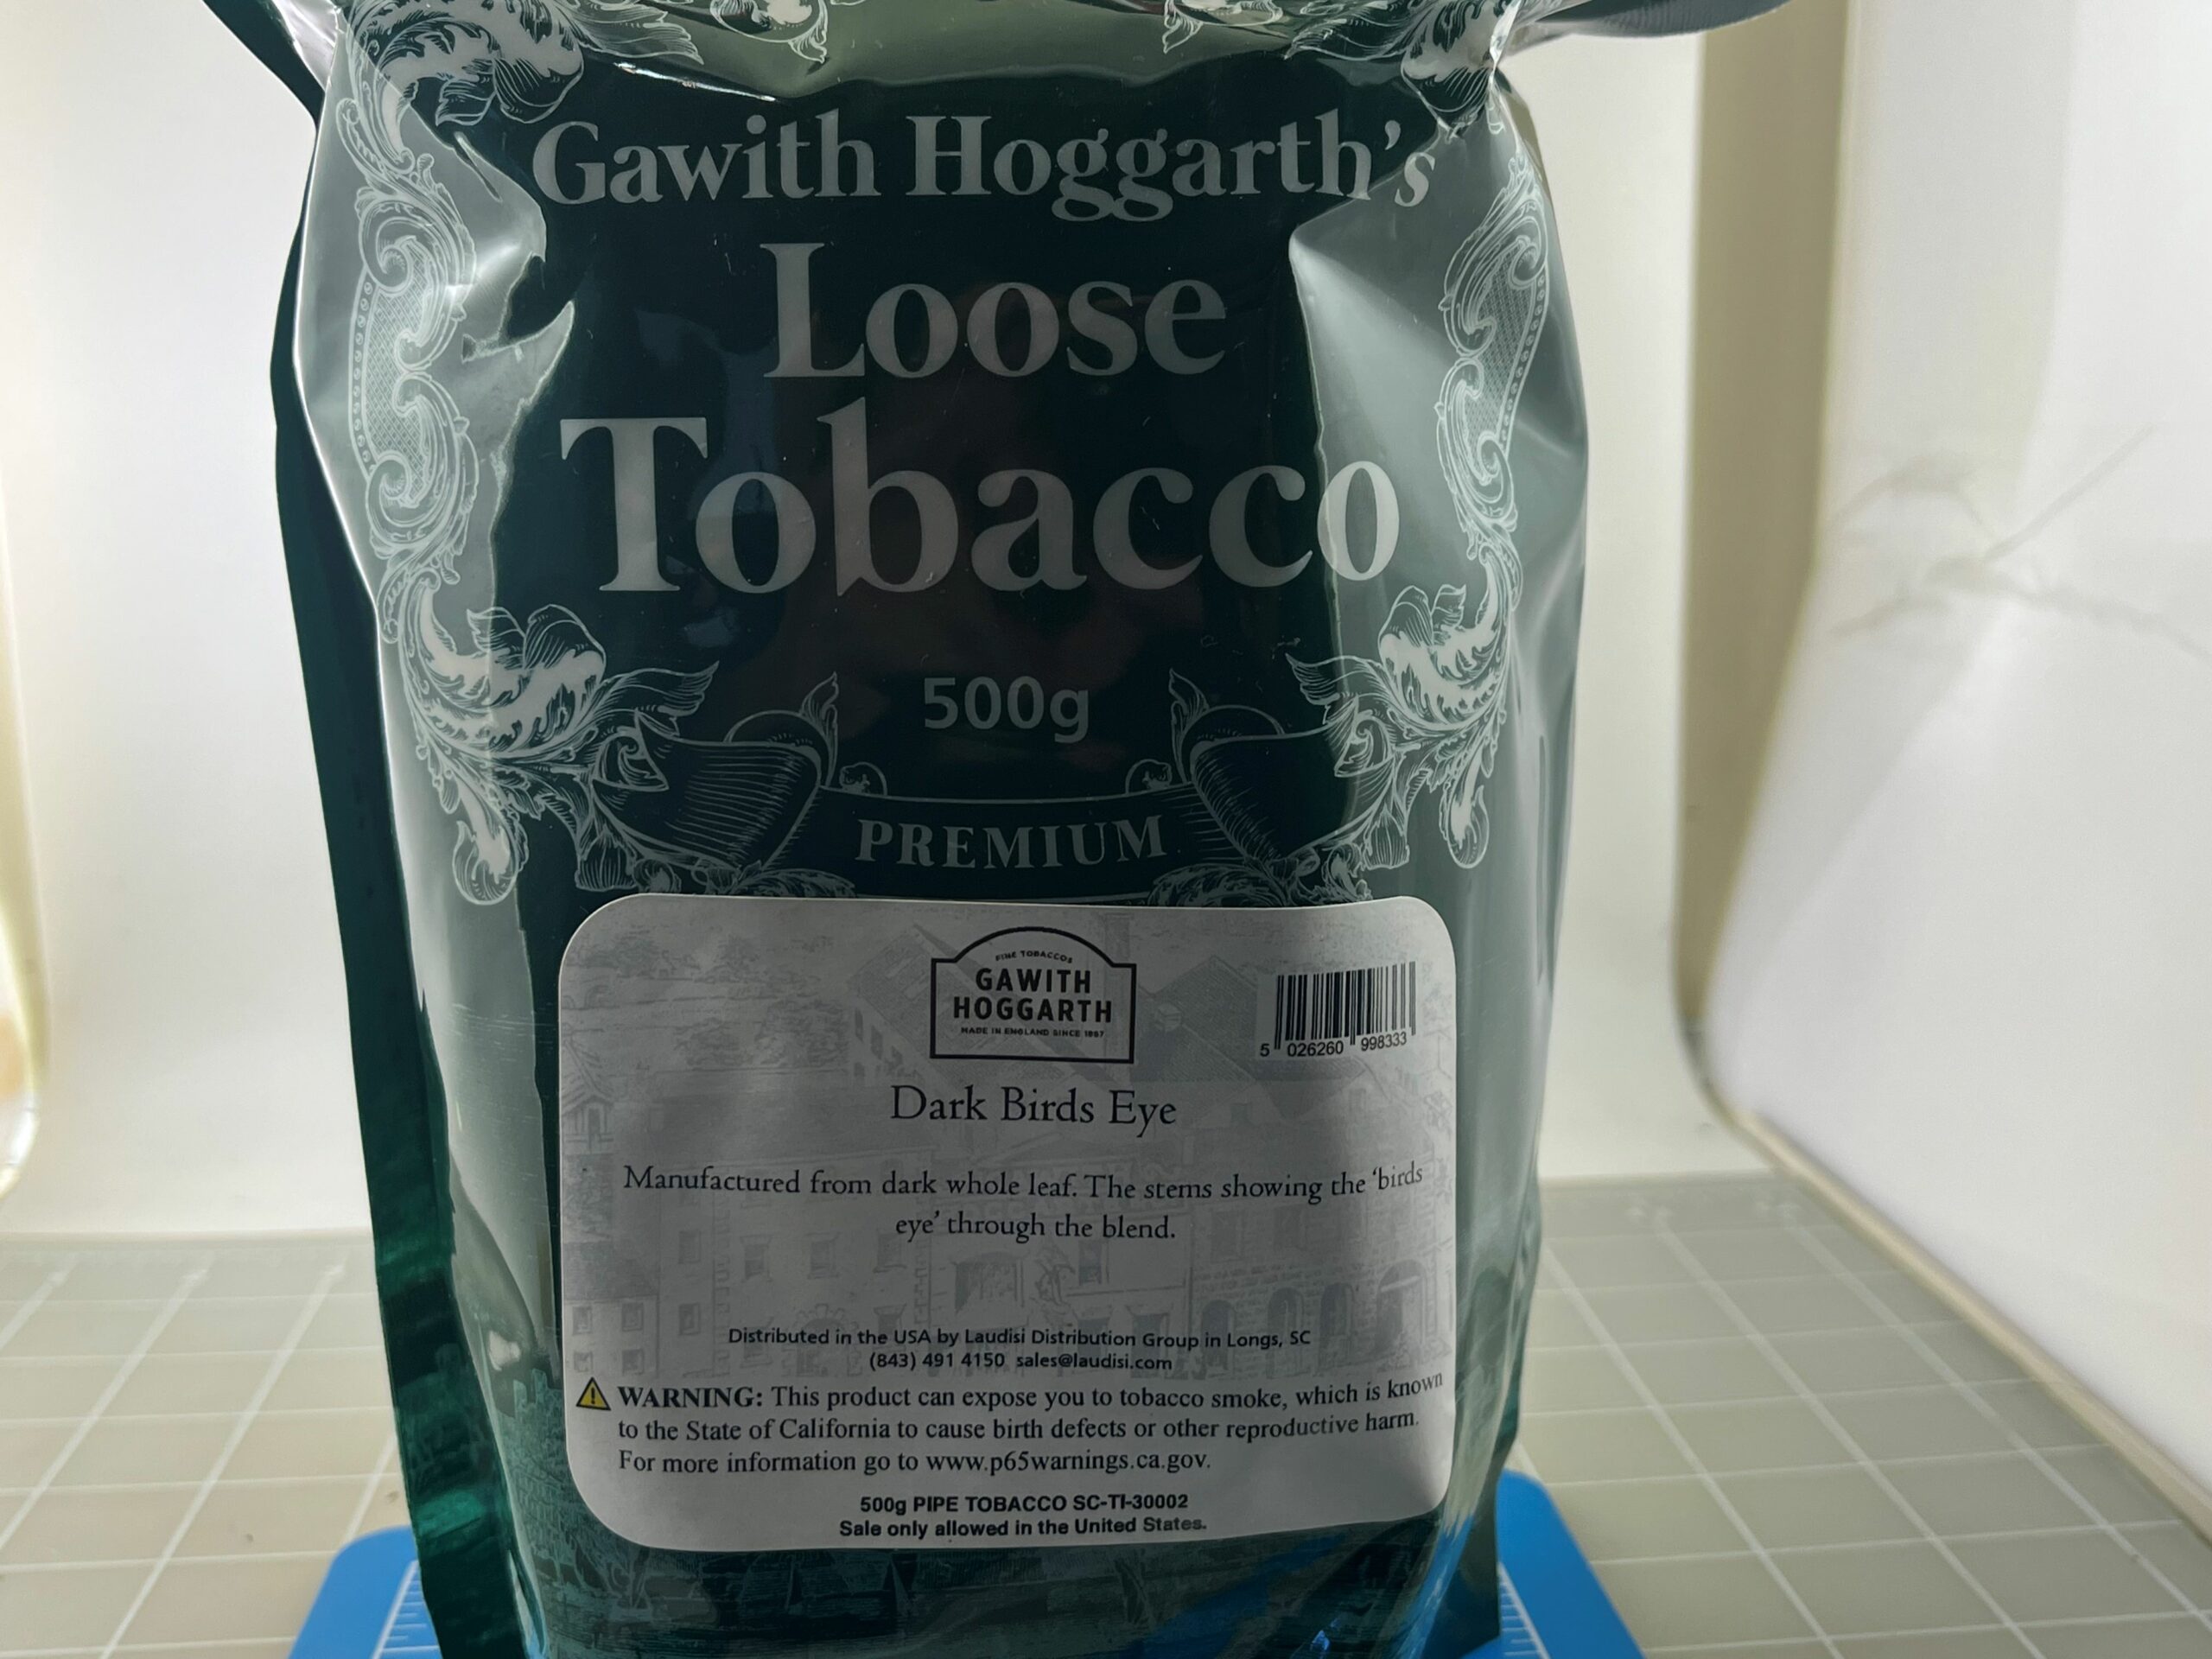 Gawith Hoggarth's
Loose
Tobacco
500g
PREMIUM
FINE TOBACCOS
GAWITH
HOGGARTH
MADE IN ENGLAND SINCE 1867
5 026260 998333
Dark Birds Eye
Manufactured from dark whole leaf. The stems showing the ‘birds
eye’ through the blend.
Distributed in the USA by Laudisi Distribution Group in Longs, SC
(843) 491 4150 sales@laudisi.com
WARNING: This product can expose you to tobacco smoke, which is known
to the State of California to cause birth defects or other reproductive harm.
For more information go to www.p65warnings.ca.gov.
500g PIPE TOBACCO SC-TI-30002
Sale only allowed in the United States.